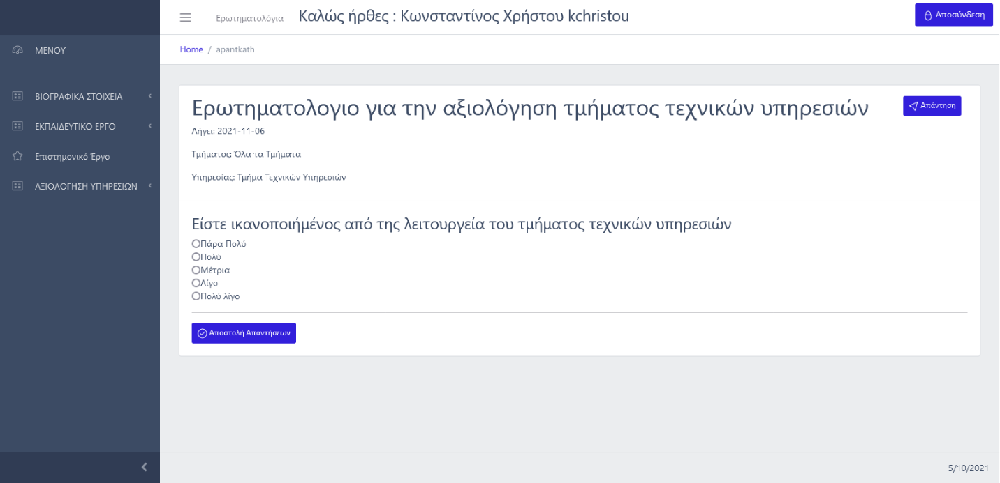 Ερωτηματολόγια Καλώς ήρθες : Κωνσταντίνος Χρήστου kchristou Αποσύνδεση
ΜΕΝΟΥ
Home / apantkath
ΒΙΟΓΡΑΦΙΚΑ ΣΤΟΙΧΕΙΑ
ΕΚΠΑΙΔΕΥΤΙΚΟ ΕΡΓΟ
Επιστημονικό Έργο
ΑΞΙΟΛΟΓΗΣΗ ΥΠΗΡΕΣΙΩΝ
Ερωτηματολογιο για την αξιολόγηση τμήματος τεχνικών υπηρεσιών Απάντηση
Λήγει: 2021-11-06
Τμήματος: Όλα τα Τμήματα
Υπηρεσίας: Τμήμα Τεχνικών Υπηρεσιών
Είστε ικανοποιήμένος από της λειτουργεία του τμήματος τεχνικών υπηρεσιών
Πάρα Πολύ
Πολύ
Μέτρια
Λίγο
Πολύ λίγο
Αποστολή Απαντήσεων
5/10/2021